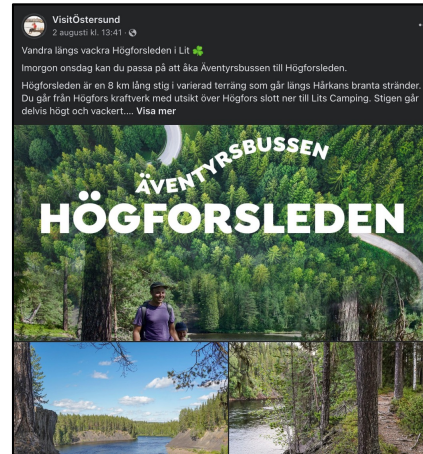 VisitÖstersund
2 augusti kl. 13:41 ·
Vandra längs vackra Högforsleden i Lit
Imorgon onsdag kan du passa på att åka Äventyrsbussen till Högforsleden.
Högforsleden är en 8 km lång stig i varierad terräng som går längs Hårkans branta stränder.
Du går från Högfors kraftverk med utsikt över Högfors slott ner till Lits Camping. Stigen går
delvis högt och vackert.... Visa mer
ÄVENTYRSBUSSEN
HÖGFORSLEDEN